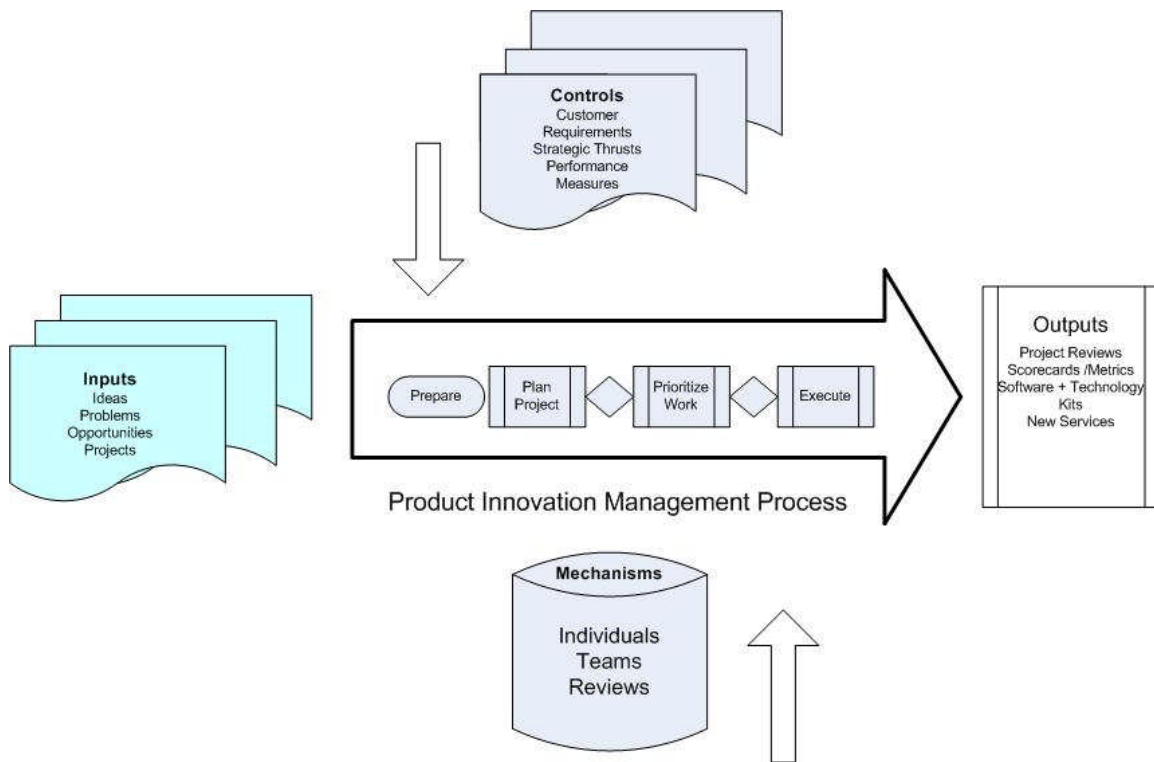 Controls
Customer
Requirements
Strategic Thrusts
Performance
Measures
Inputs
Ideas
Problems
Opportunities
Projects
Prepare
Plan
Project
Prioritize
Work
Execute
Product Innovation Management Process
Outputs
Project Reviews
Scorecards /Metrics
Software + Technology
Kits
New Services
Mechanisms
Individuals
Teams
Reviews